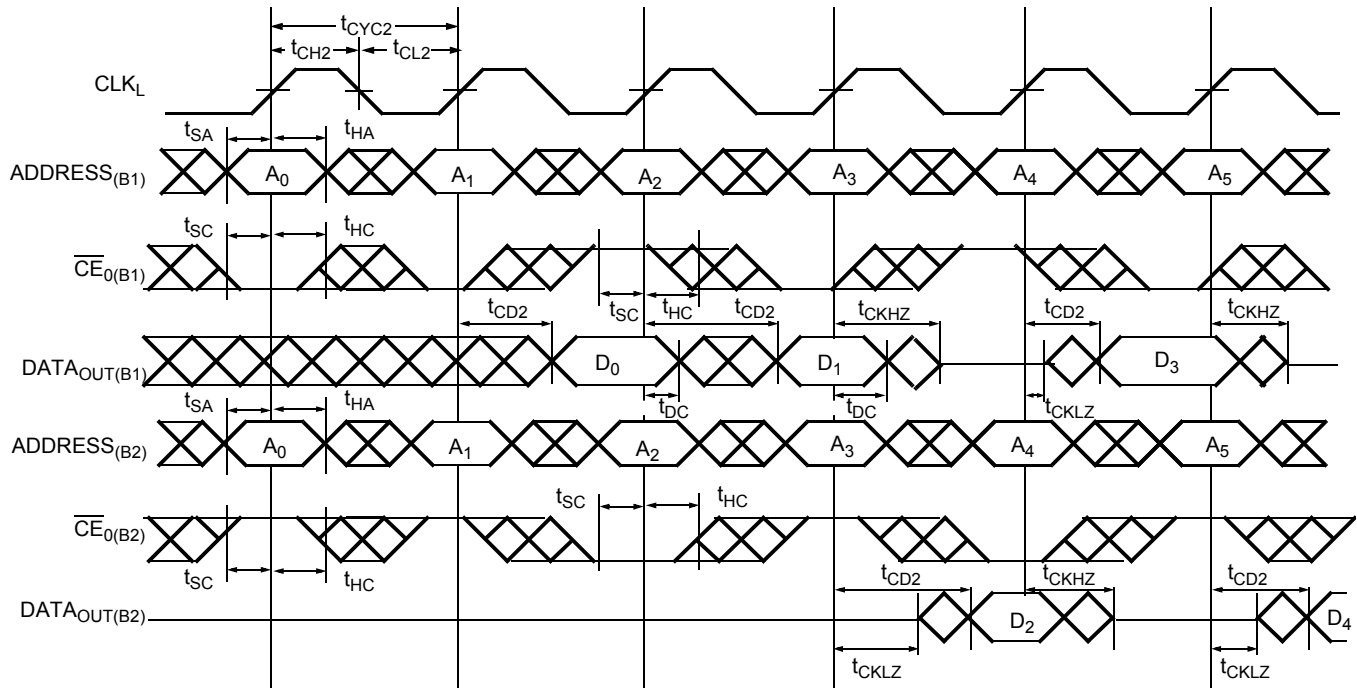 tCYC2
tCH2 tCL2
CLKL
tSA tHA
ADDRESS(B1) A0 A1 A2 A3 A4 A5
tSC tHC
CE0(B1)
tSC tHC
tCD2 tCD2 tCKHZ tCD2 tCKHZ
DATAOUT(B1) D0 D1 D3
tSA tHA tDC tDC tCKLZ
ADDRESS(B2) A0 A1 A2 A3 A4 A5
tSC tHC
CE0(B2)
tSC tHC
tCD2 tCKHZ tCD2
DATAOUT(B2) D2 D4
tCKLZ tCKLZ